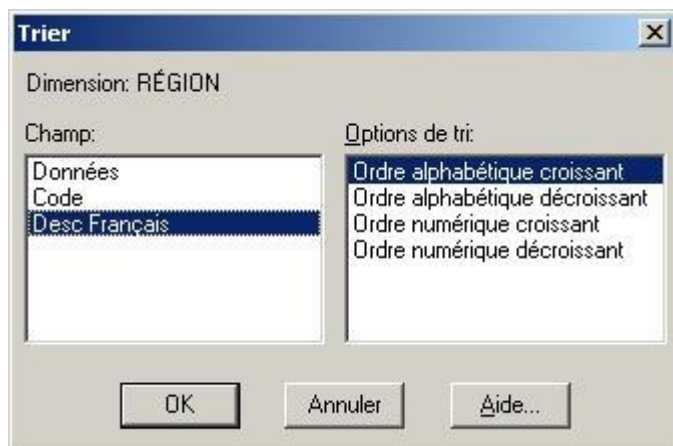 Trier
Dimension: RÉGION
Champ:
Données
Code
Desc Français
Options de tri:
Ordre alphabétique croissant
Ordre alphabétique décroissant
Ordre numérique croissant
Ordre numérique décroissant
OK
Annuler
Aide...